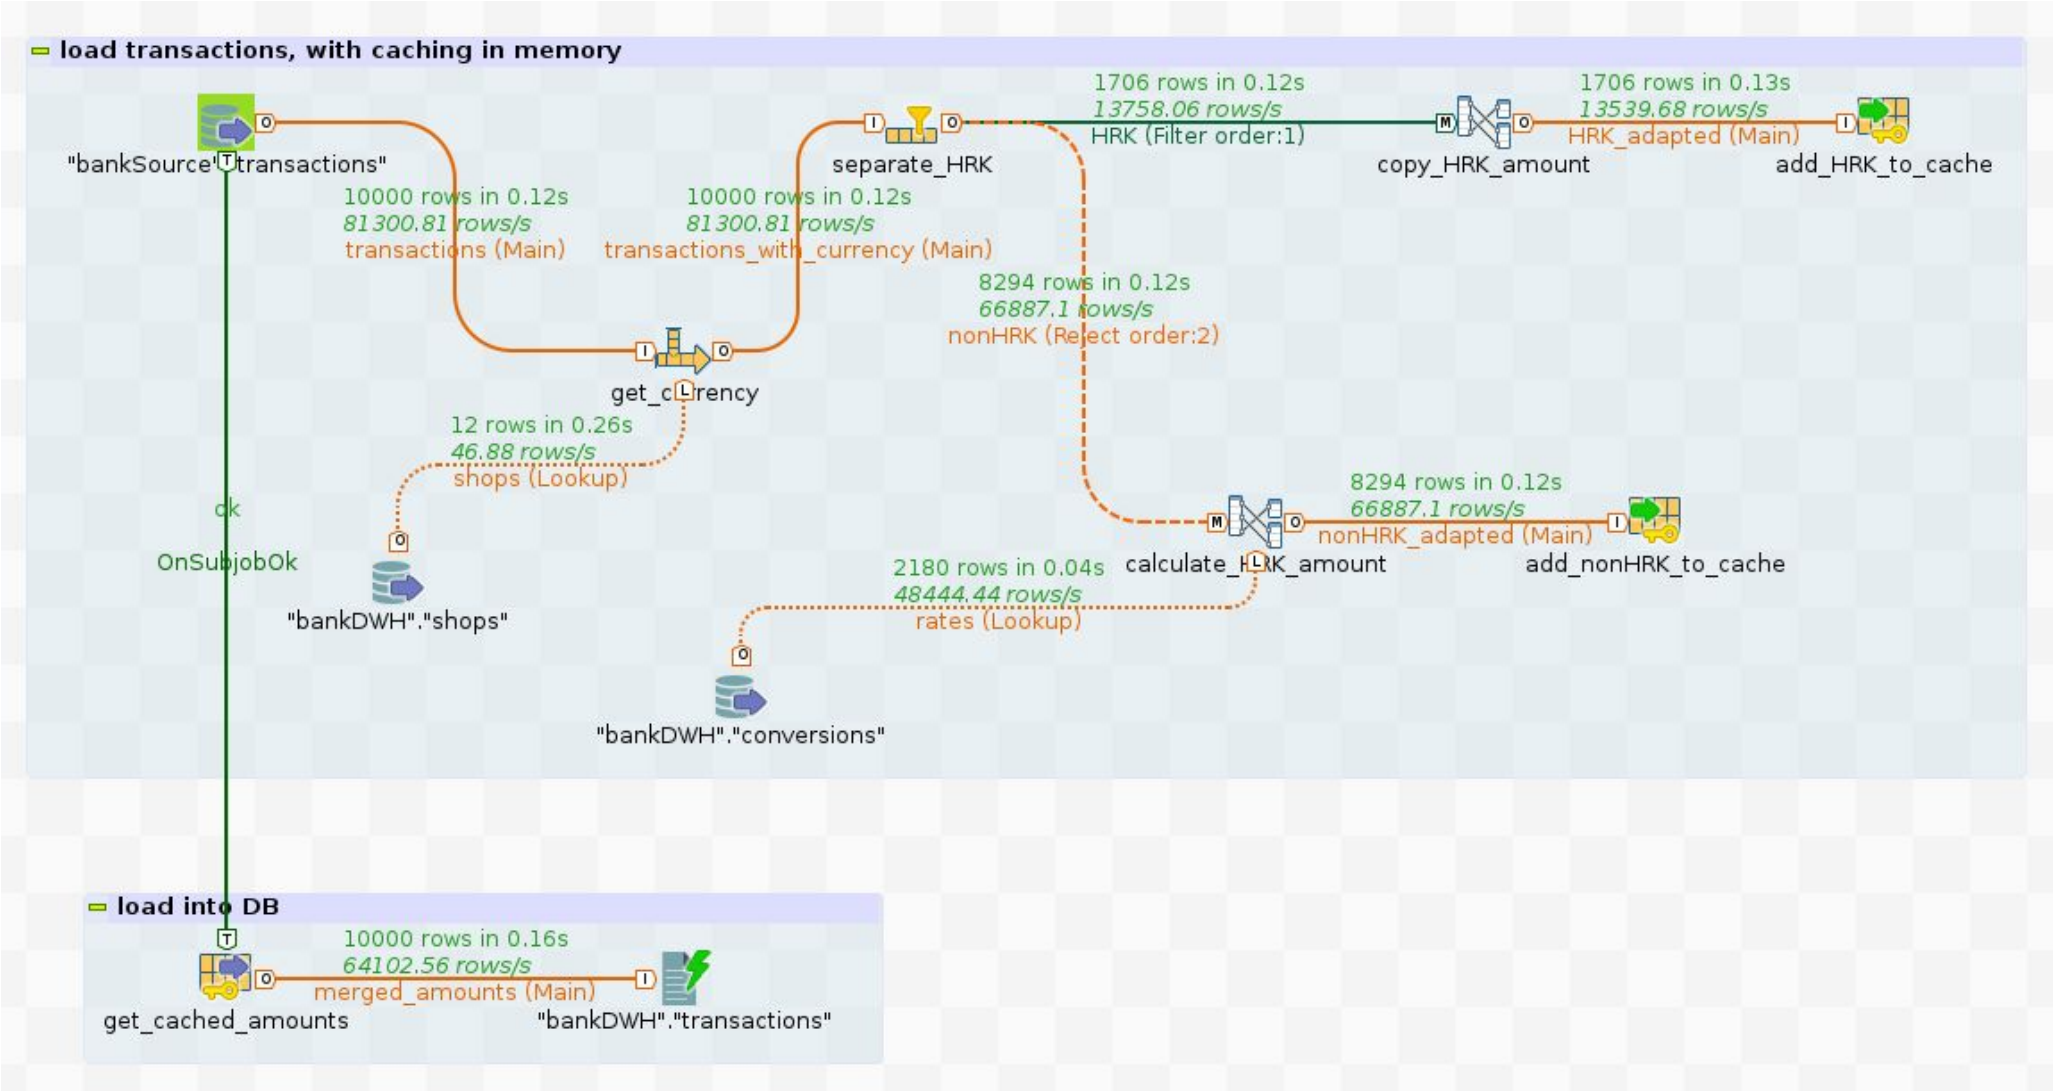 load transactions, with caching in memory
1706 rows in 0.12s
13758.06 rows/s
HRK (Filter order:1)
1706 rows in 0.13s
13539.68 rows/s
HRK_adapted (Main)
O
I
O
M
O
I
T
"bankSource"."transactions"
separate_HRK
copy_HRK_amount
add_HRK_to_cache
10000 rows in 0.12s
81300.81 rows/s
transactions (Main)
10000 rows in 0.12s
81300.81 rows/s
transactions_with_currency (Main)
8294 rows in 0.12s
66887.1 rows/s
nonHRK (Reject order:2)
I
O
L
get_currency
12 rows in 0.26s
46.88 rows/s
shops (Lookup)
8294 rows in 0.12s
66887.1 rows/s
nonHRK_adapted (Main)
ok
OnSubjobOk
O
M
O
I
L
calculate_HRK_amount
add_nonHRK_to_cache
"bankDWH"."shops"
2180 rows in 0.04s
48444.44 rows/s
rates (Lookup)
O
"bankDWH"."conversions"
load into DB
T
10000 rows in 0.16s
64102.56 rows/s
merged_amounts (Main)
O
I
get_cached_amounts
"bankDWH"."transactions"